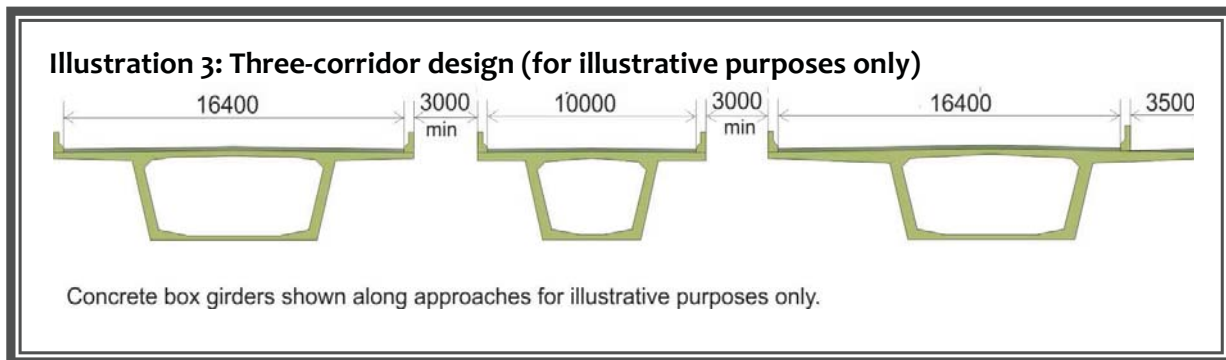 Illustration 3: Three-corridor design (for illustrative purposes only)
16400 3000 10000 3000 16400 3500
min min
Concrete box girders shown along approaches for illustrative purposes only.